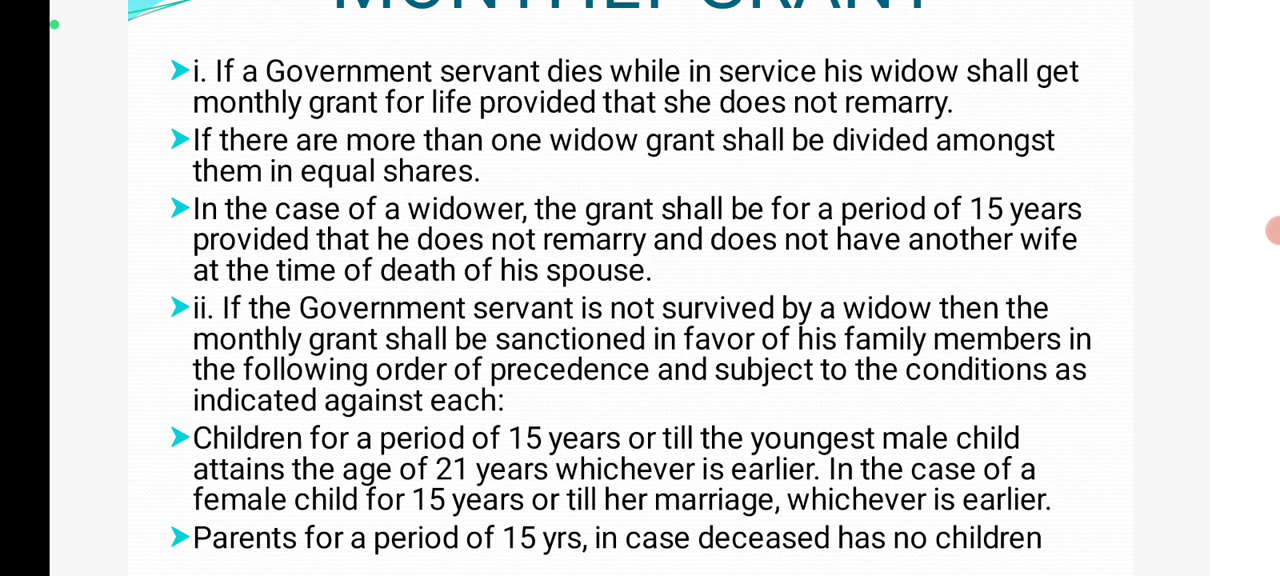 MONTHLY GRANT
➤i. If a Government servant dies while in service his widow shall get
monthly grant for life provided that she does not remarry.
➤If there are more than one widow grant shall be divided amongst
them in equal shares.
➤In the case of a widower, the grant shall be for a period of 15 years
provided that he does not remarry and does not have another wife
at the time of death of his spouse.
➤ii. If the Government servant is not survived by a widow then the
monthly grant shall be sanctioned in favor of his family members in
the following order of precedence and subject to the conditions as
indicated against each:
➤Children for a period of 15 years or till the youngest male child
attains the age of 21 years whichever is earlier. In the case of a
female child for 15 years or till her marriage, whichever is earlier.
➤Parents for a period of 15 yrs, in case deceased has no children